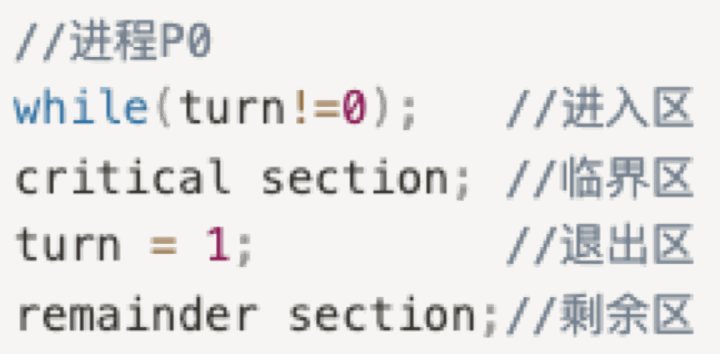 //进程P0
while(turn!=0);   //进入区
critical section; //临界区
turn = 1;         //退出区
remainder section;//剩余区